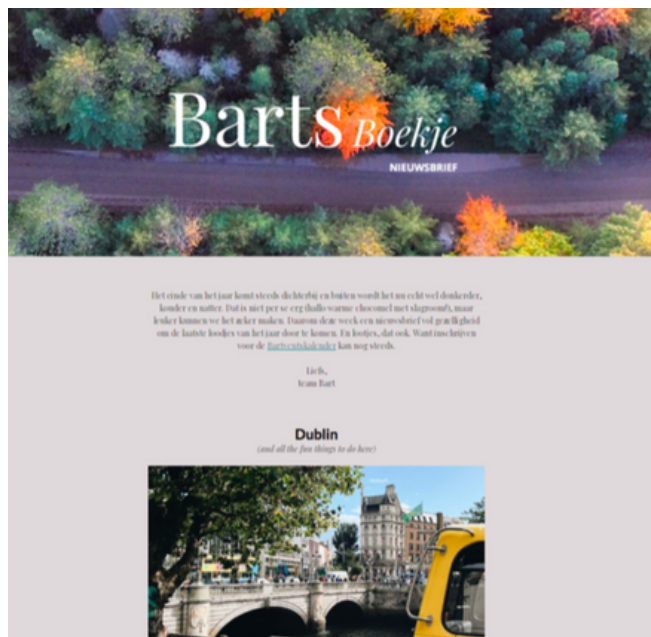 Barts Boekje
NIEUWSBRIEF
Het einde van het jaar komt steeds dichterbij en buiten wordt het nu echt wel donkerder,
kouder en natter. Dat is niet per se erg (hallo warme chocomel met slagroom!), maar
leuker kunnen we het zeker maken. Daarom deze week een nieuwsbrief vol gezelligheid
om de laatste loodjes van het jaar door te komen. En lootjes, dat ook. Want inschrijven
voor de Bartventskalender kan nog steeds.
Liefs,
team Bart
Dublin
(and all the fun things to do here)